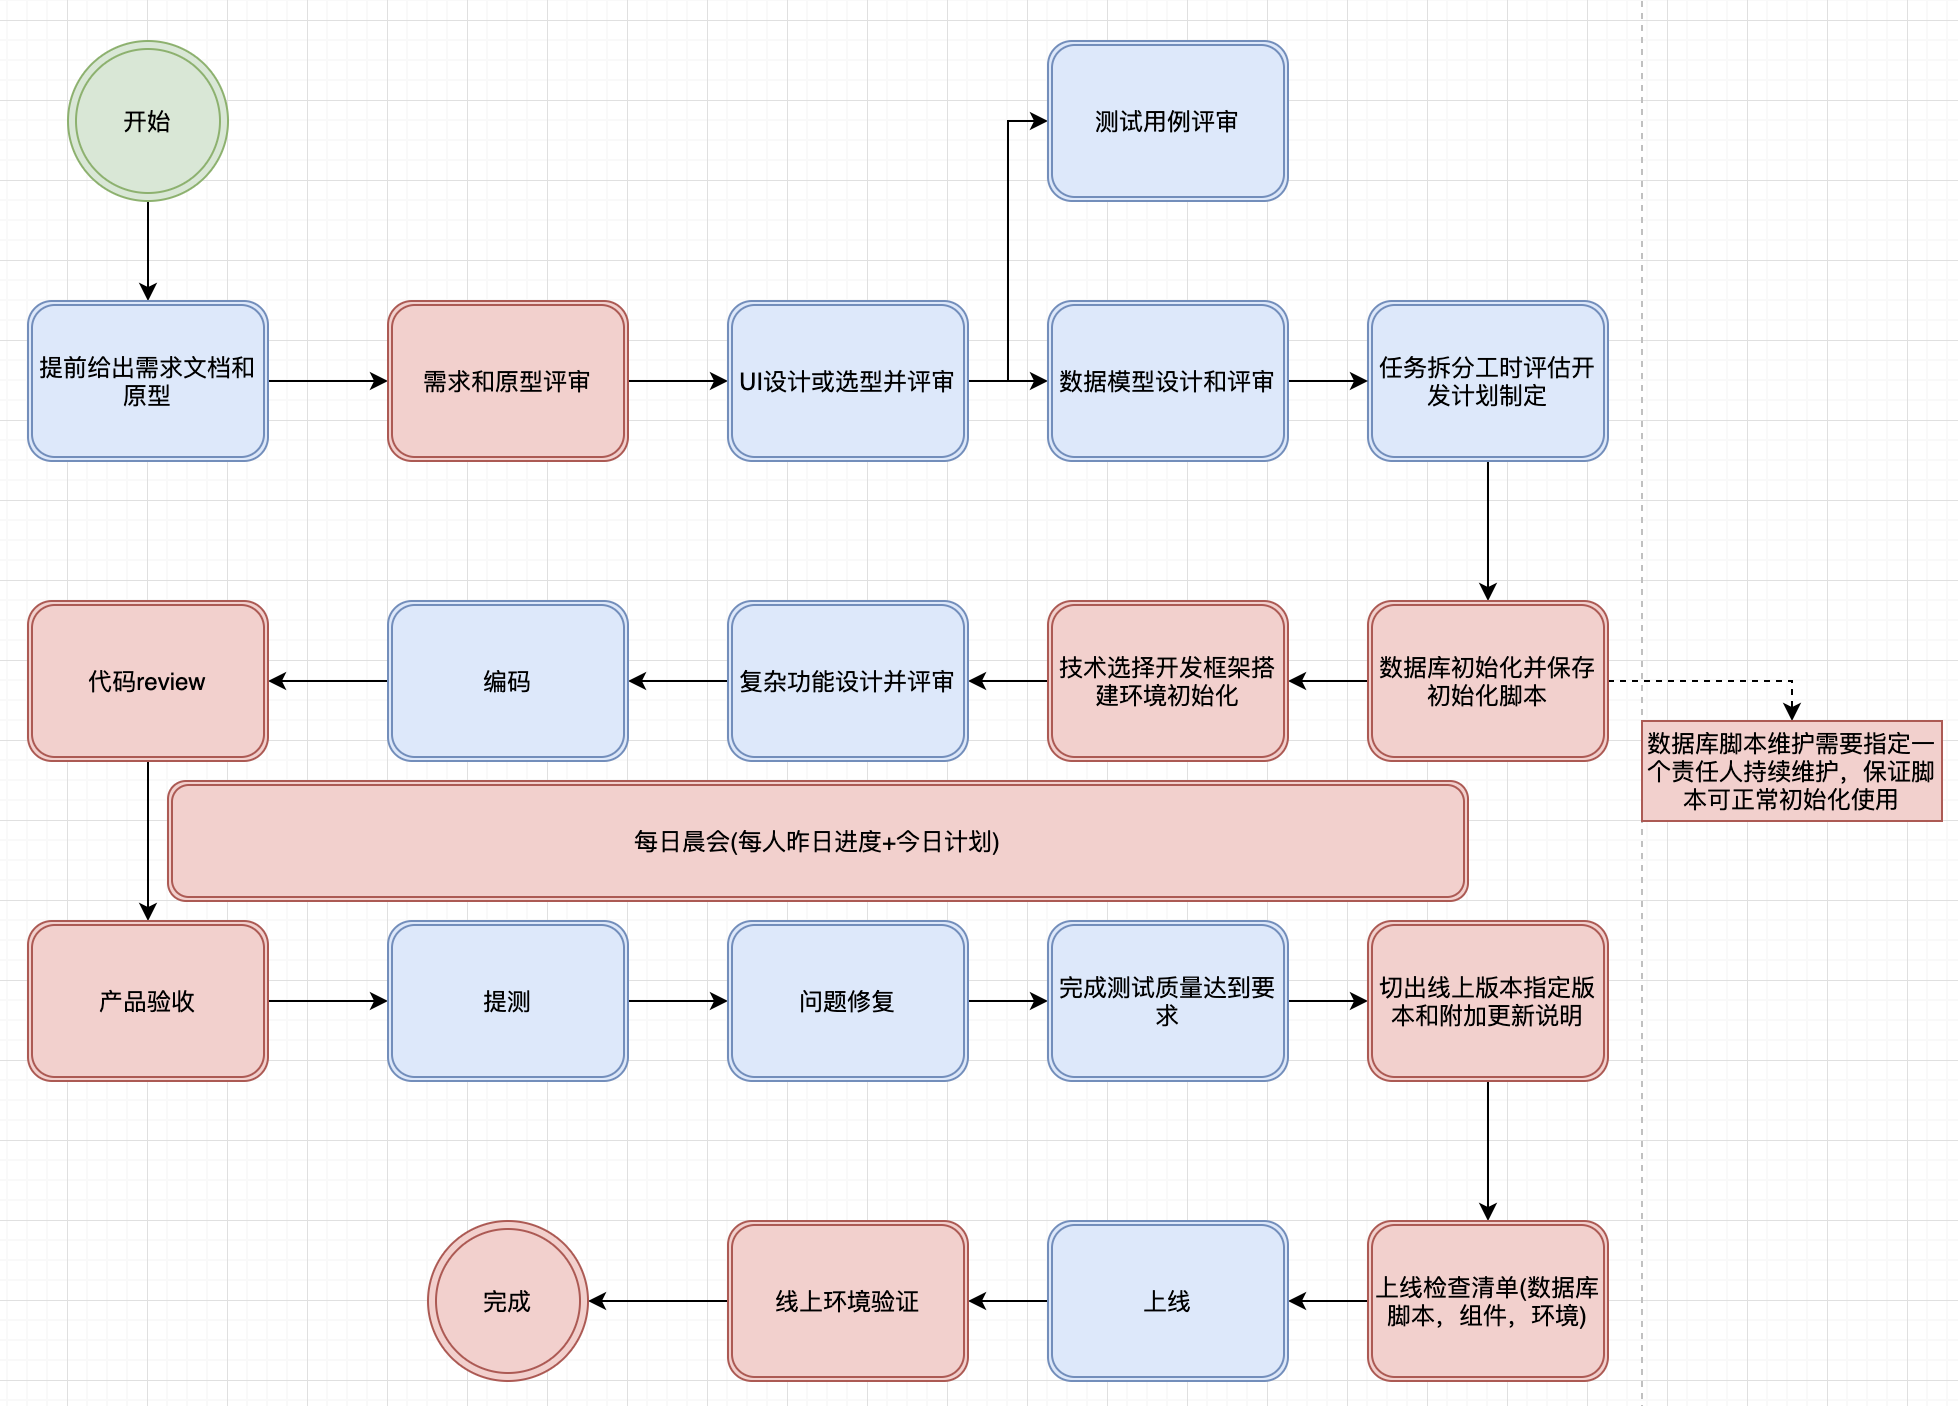 开始
测试用例评审
提前给出需求文档和
原型
需求和原型评审
UI设计或选型并评审
数据模型设计和评审
任务拆分工时评估开
发计划制定
代码review
编码
复杂功能设计并评审
技术选择开发框架搭
建环境初始化
数据库初始化并保存
初始化脚本
数据库脚本维护需要指定一
个责任人持续维护，保证脚
本可正常初始化使用
每日晨会(每人昨日进度+今日计划)
产品验收
提测
问题修复
完成测试质量达到要
求
切出线上版本指定版
本和附加更新说明
完成
线上环境验证
上线
上线检查清单(数据库
脚本，组件，环境)